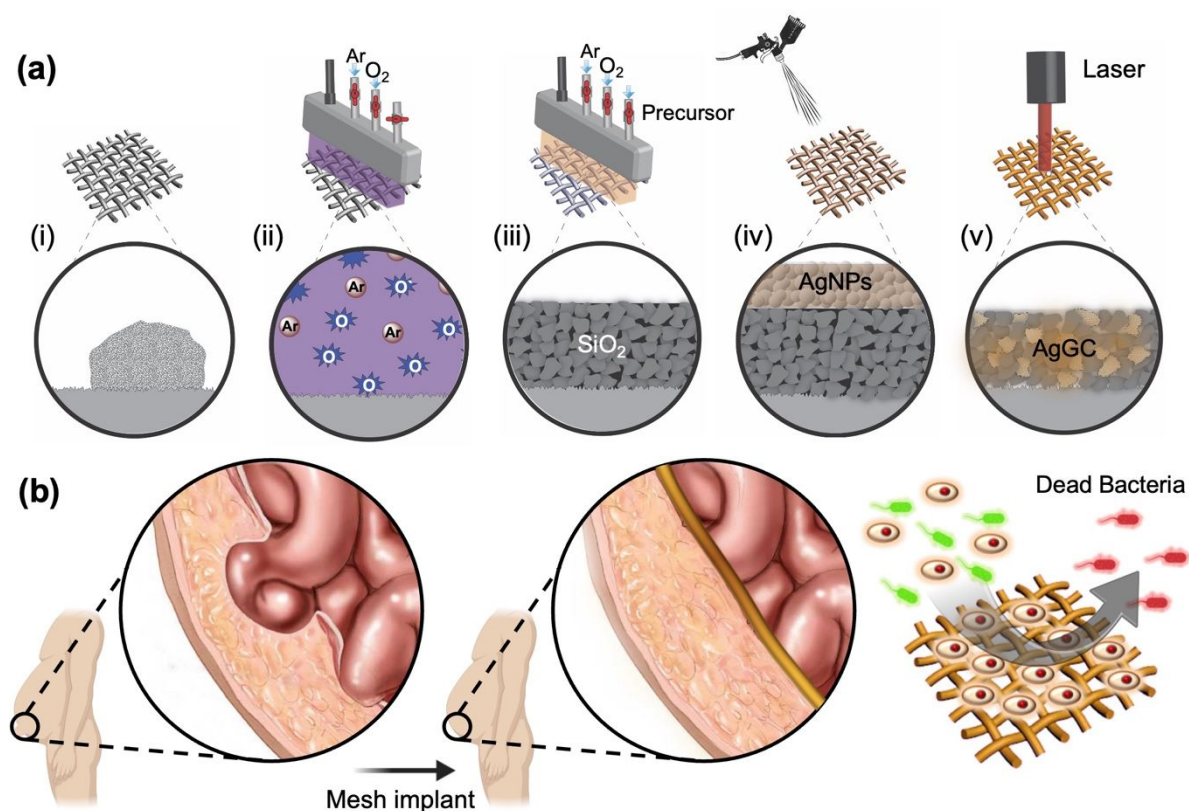 (a)
Ar
O2
Ar
O2
Precursor
Laser
(i)
(ii)
(iii)
(iv)
(v)
Ar
O
O
Ar
Ar
O
O
O
O
SiO2
AgNPs
AgGC
(b)
Dead Bacteria
Mesh implant